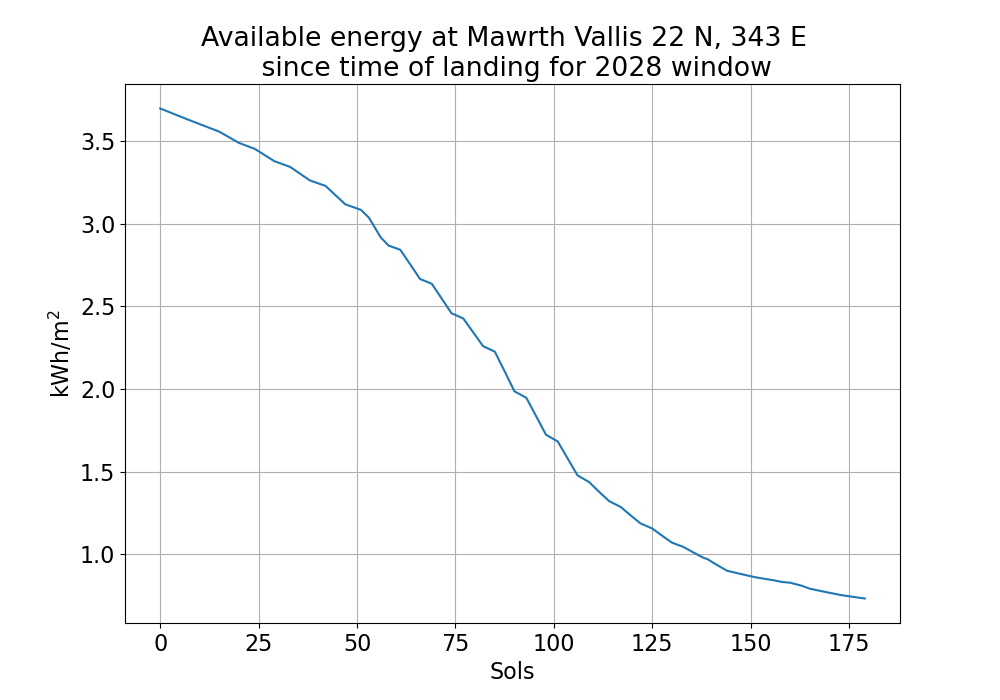 Available energy at Mawrth Vallis 22 N, 343 E
since time of landing for 2028 window
kWh/m²
3.5
3.0
2.5
2.0
1.5
1.0
0 25 50 75 100 125 150 175
Sols